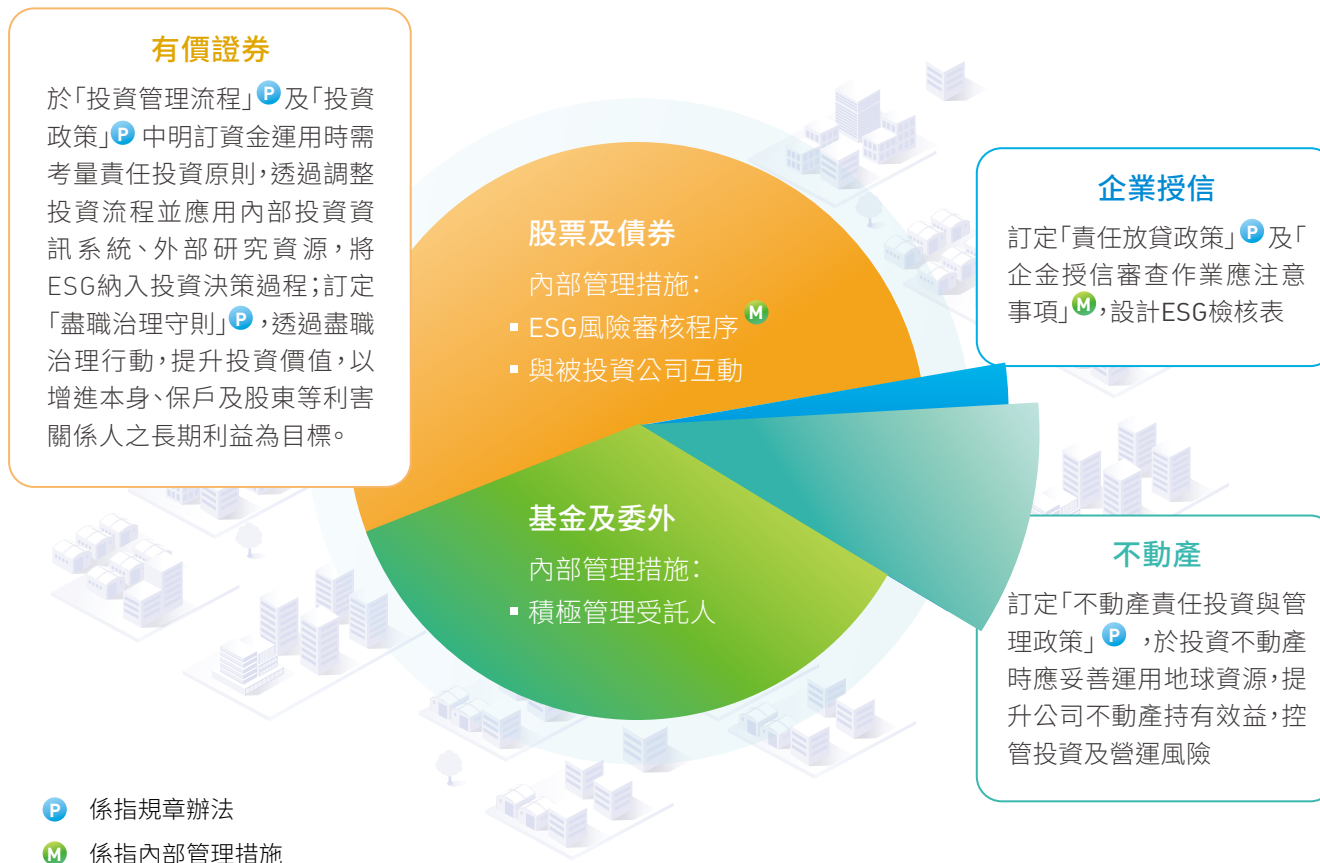 有價證券
於「投資管理流程」P及「投資
政策」P 中明訂資金運用時需
考量責任投資原則，透過調整
投資流程並應用內部投資資
訊系統、外部研究資源，將
ESG納入投資決策過程；訂定
「盡職治理守則」P，透過盡職
治理行動，提升投資價值，以
增進本身、保戶及股東等利害
關係人之長期利益為目標。
股票及債券
內部管理措施：
▪ ESG風險審核程序 M
▪ 與被投資公司互動
基金及委外
內部管理措施：
▪ 積極管理受託人
企業授信
訂定「責任放貸政策」P及「
企金授信審查作業應注意
事項」M，設計ESG檢核表
不動產
訂定「不動產責任投資與管
理政策」P，於投資不動產
時應妥善運用地球資源，提
升公司不動產持有效益，控
管投資及營運風險
P 係指規章辦法
M 係指內部管理措施